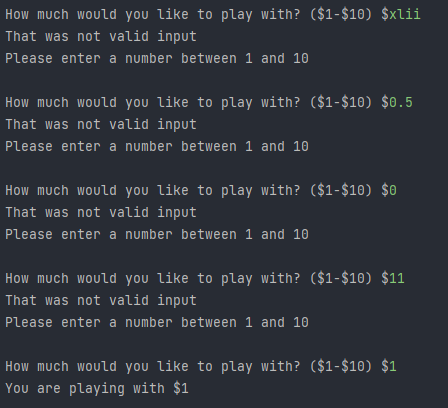 How much would you like to play with? ($1-$10) $xlii
That was not valid input
Please enter a number between 1 and 10
How much would you like to play with? ($1-$10) $0.5
That was not valid input
Please enter a number between 1 and 10
How much would you like to play with? ($1-$10) $0
That was not valid input
Please enter a number between 1 and 10
How much would you like to play with? ($1-$10) $11
That was not valid input
Please enter a number between 1 and 10
How much would you like to play with? ($1-$10) $1
You are playing with $1